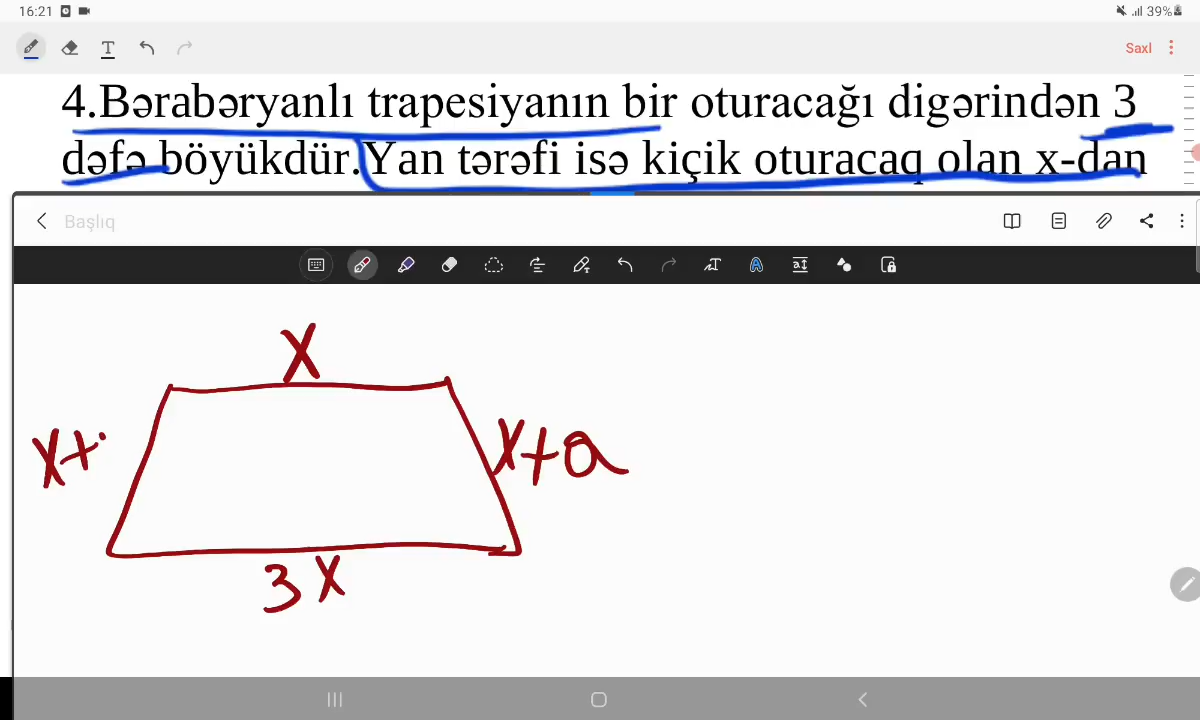 16:21 39%
T Saxl
4.Bərabəryanlı trapesiyanın bir oturacağı digərindən 3
dəfə böyükdür.Yan tərəfi isə kiçik oturacaq olan x-dan
Başlıq
X
X+ X+a
3X